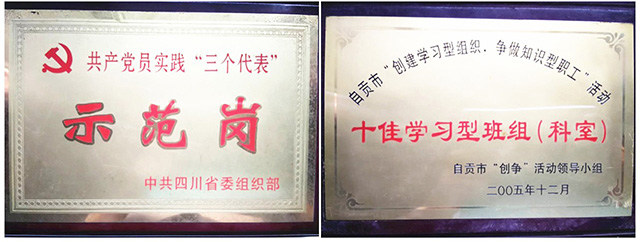 共产党员实践“三个代表”
示范岗
中共四川省委组织部
自贡市“创建学习型组织．争做知识型职工”活动
十佳学习型班组(科室)
自贡市“创争”活动领导小组
二00五年十二月